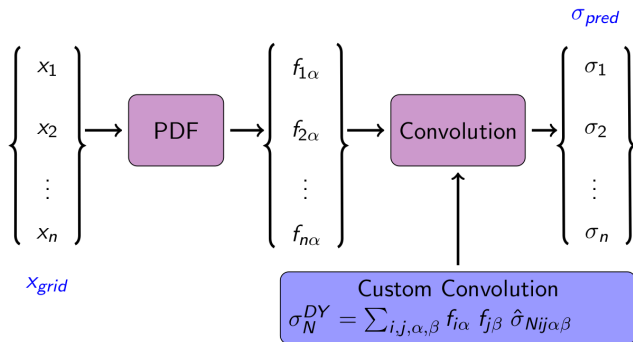 σ_pred
x_1 f_{1α} σ_1
x_2 PDF f_{2α} Convolution σ_2
⋮ ⋮ ⋮
x_n f_{nα} σ_n
x_grid
Custom Convolution
σ_N^{DY} = ∑_{i,j,α,β} f_{iα} f_{jβ} σ̂_{Nijαβ}